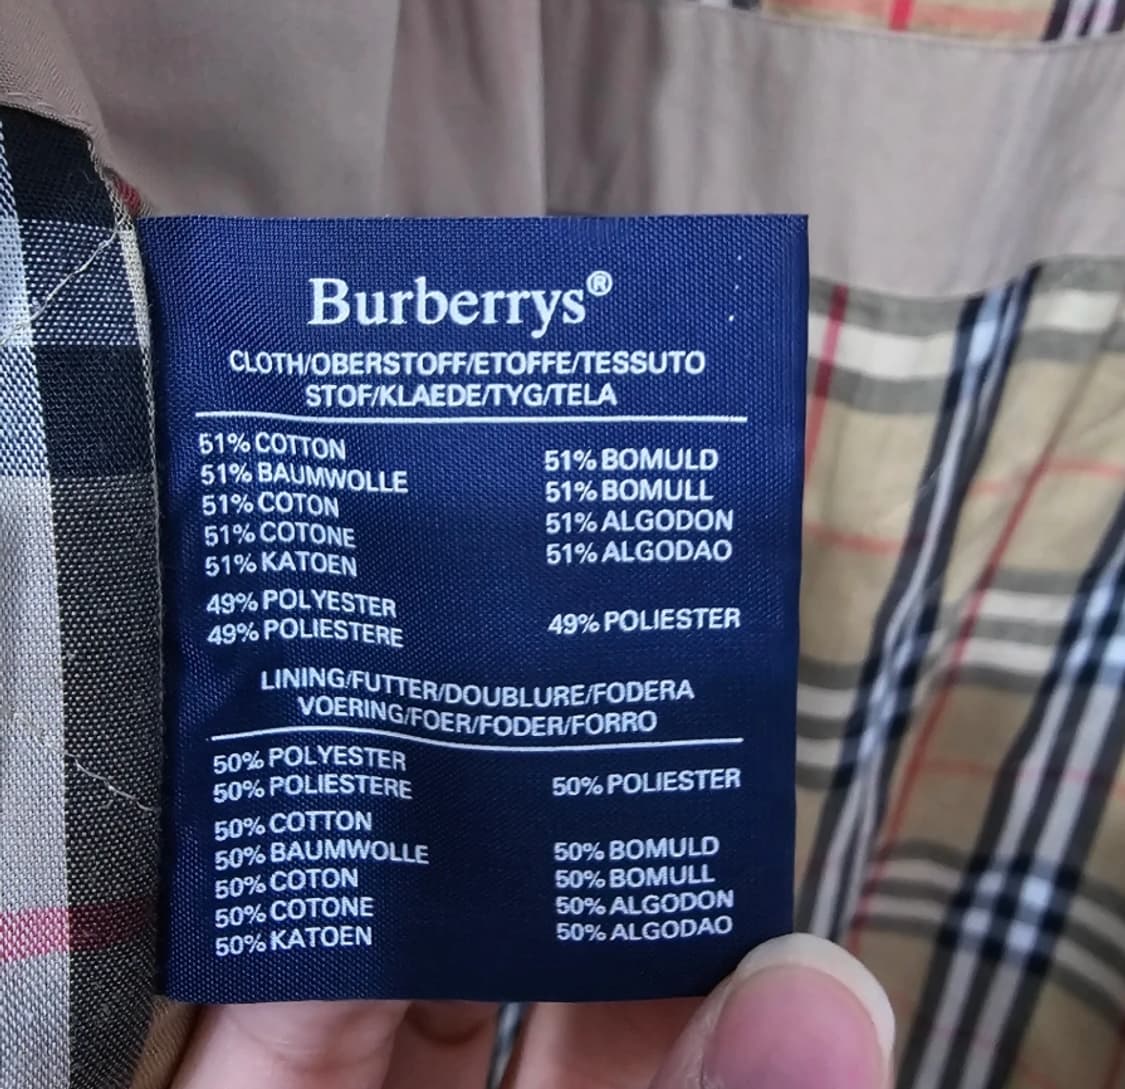 Burberrys®
CLOTH/OBERSTOFF/ETOFFE/TESSUTO
STOF/KLAEDE/TYG/TELA
51% COTTON
51% BAUMWOLLE
51% COTON
51% COTONE
51% KATOEN
51% BOMULD
51% BOMULL
51% ALGODON
51% ALGODAO
49% POLYESTER
49% POLIESTERE
49% POLIESTER
LINING/FUTTER/DOUBLURE/FODERA
VOERING/FOER/FODER/FORRO
50% POLYESTER
50% POLIESTERE
50% POLIESTER
50% COTTON
50% BAUMWOLLE
50% COTON
50% COTONE
50% KATOEN
50% BOMULD
50% BOMULL
50% ALGODON
50% ALGODAO